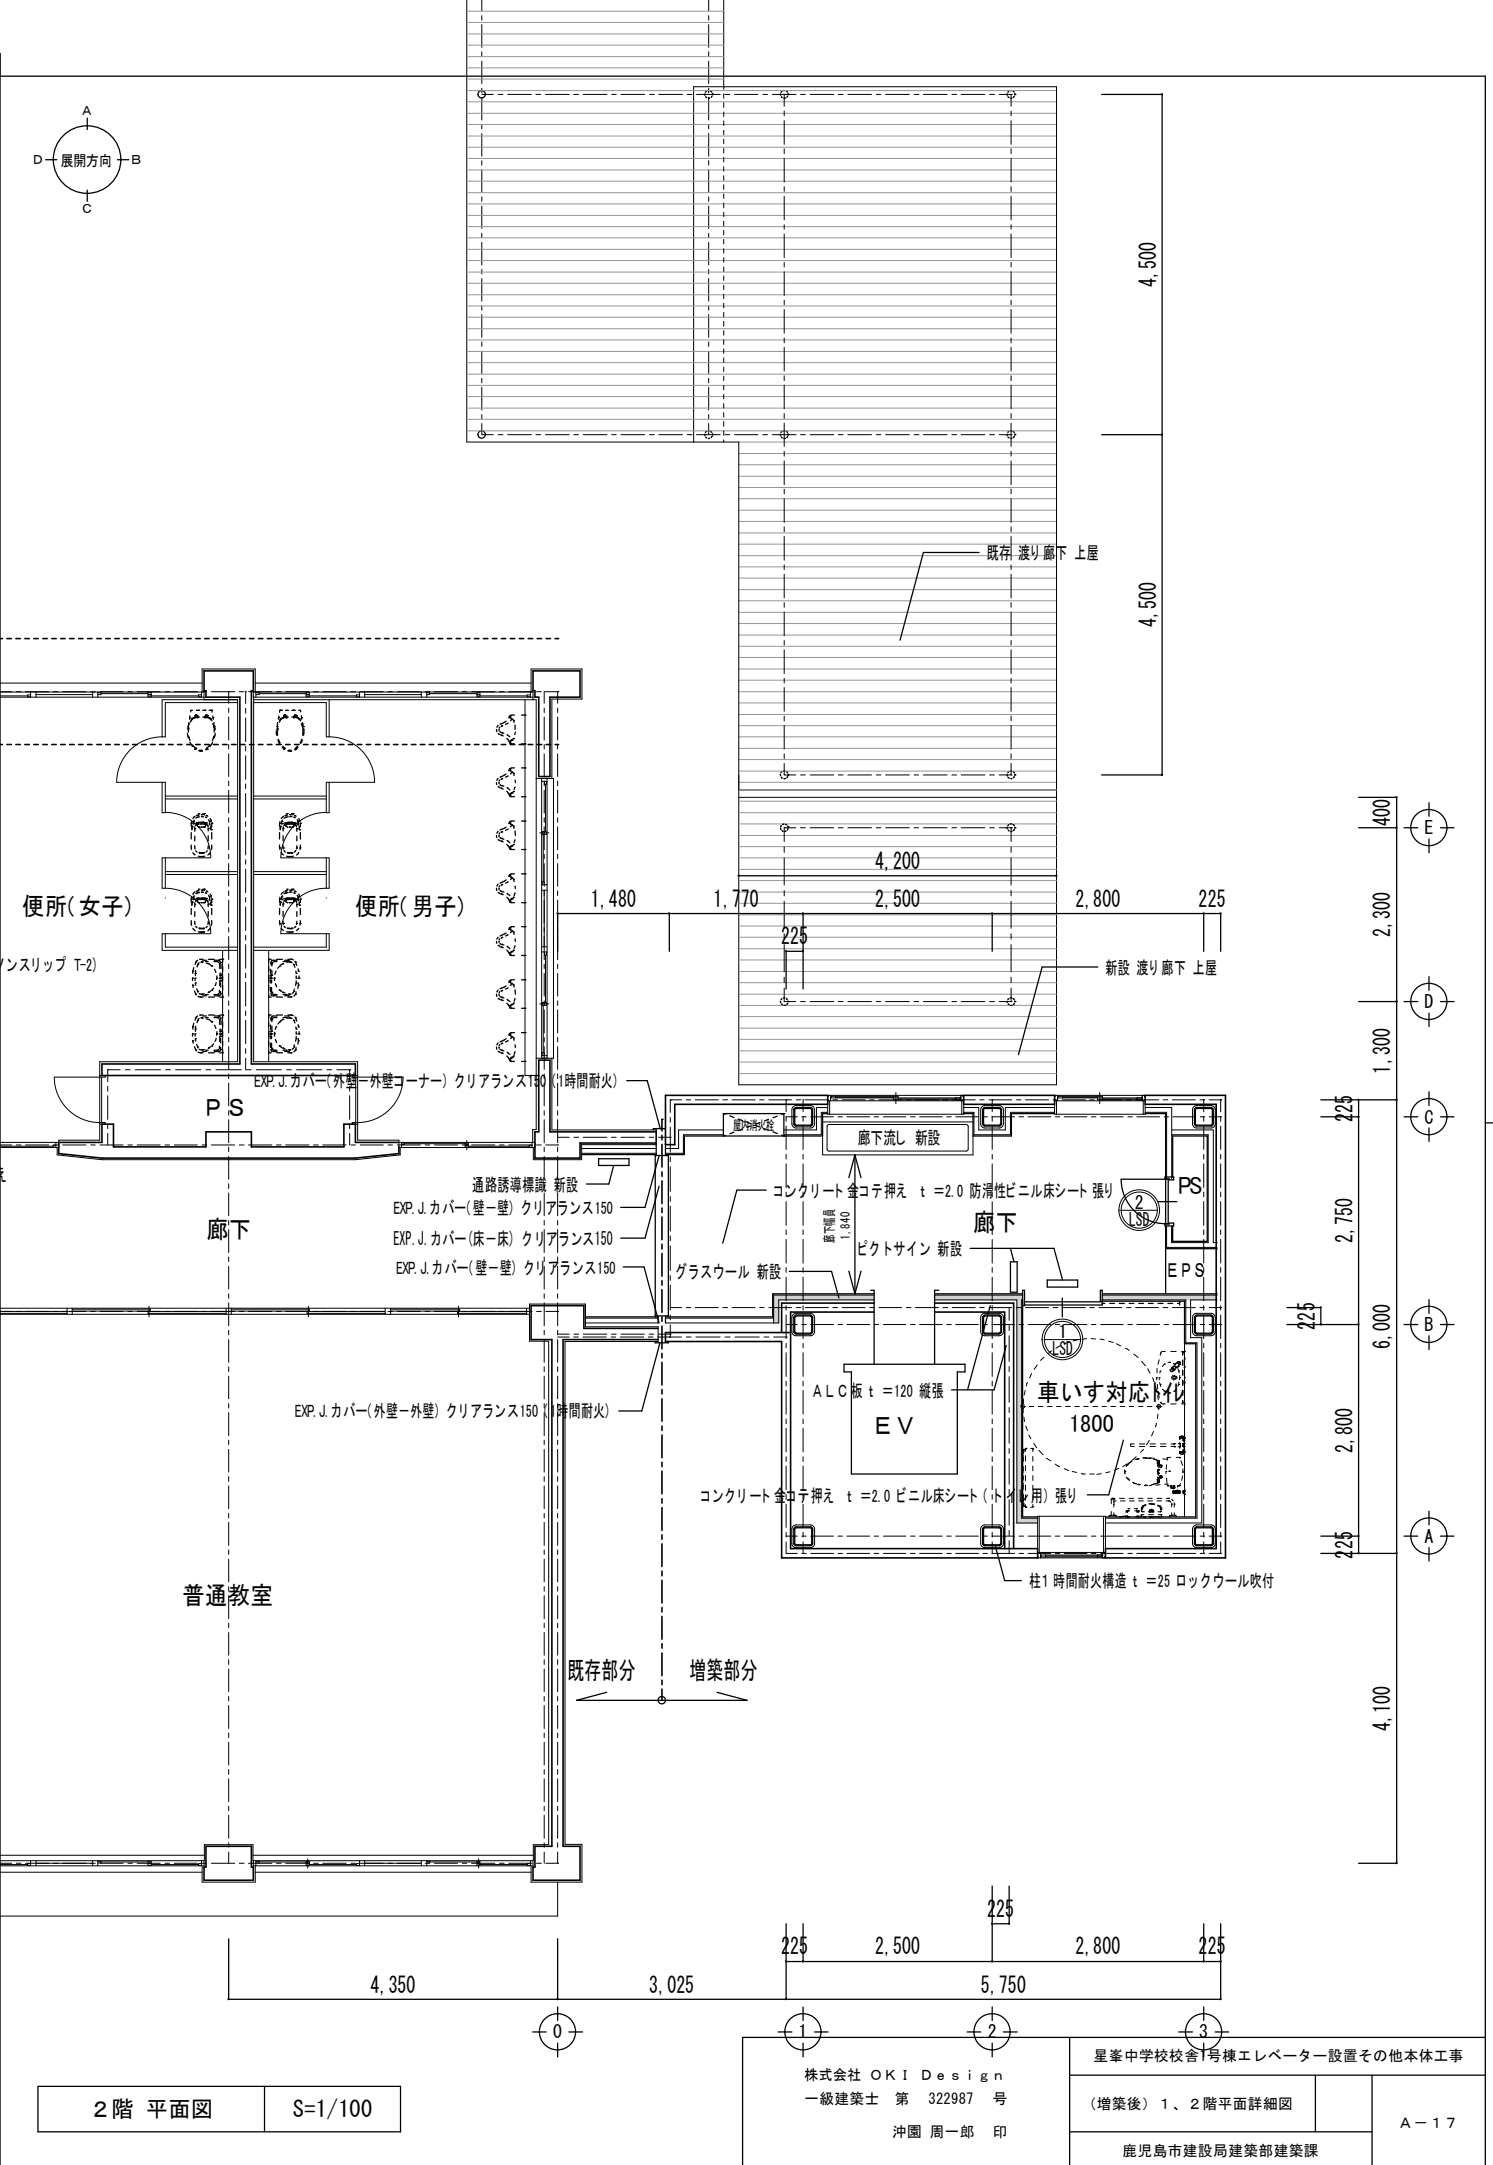 A
D 展開方向 B
C
4,500
既存 渡り廊下 上屋
4,500
400
E
4,200
便所(女子)
便所(男子)
1,480
1,770
2,500
2,800
225
2,300
225
ノンスリップ T-2)
新設 渡り廊下 上屋
D
1,300
EXP.J.カバー(外壁-外壁コーナー) クリアランス150 (1時間耐火)
PS
225
C
廊下流し 新設
通路誘導標識 新設
コンクリート金コテ押え t=2.0 防滑性ビニル床シート張り
PS
EXP.J.カバー(壁-壁) クリアランス150
2
LSD
廊下
廊下幅員
1,840
廊下
2,750
EXP.J.カバー(床-床) クリアランス150
ピクトサイン 新設
EXP.J.カバー(壁-壁) クリアランス150
グラスウール 新設
EPS
225
B
6,000
1
LSD
ALC板 t=120 縦張
車いす対応トイレ
EXP.J.カバー(外壁-外壁) クリアランス150 (1時間耐火)
EV
1800
2,800
コンクリート金コテ押え t=2.0 ビニル床シート(トイレ用)張り
225
A
柱1時間耐火構造 t=25 ロックウール吹付
普通教室
既存部分
増築部分
4,100
225
225
2,500
2,800
225
4,350
3,025
5,750
0
1
2
3
2階 平面図
S=1/100
株式会社 OKI Design
一級建築士 第 322987 号
沖園 周一郎 印
星峯中学校校舎1号棟エレベーター設置その他本体工事
(増築後) 1、2階平面詳細図
A-17
鹿児島市建設局建築部建築課